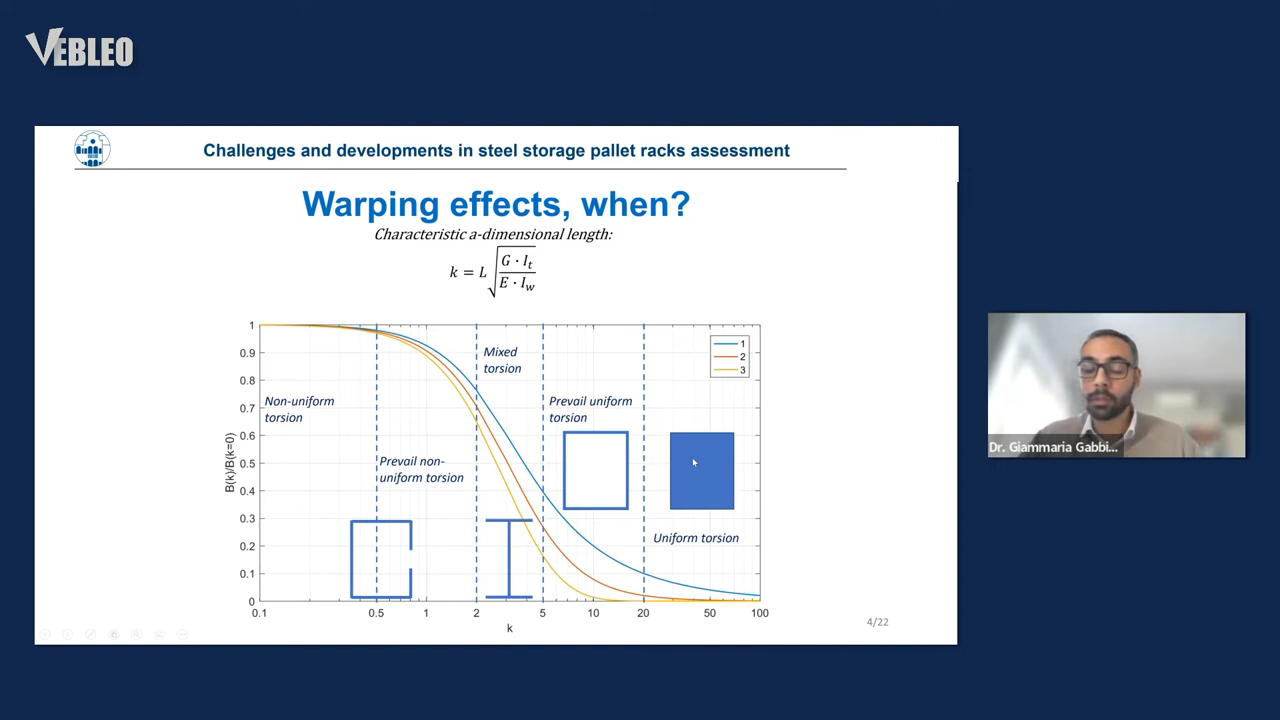 VEBLEO
Challenges and developments in steel storage pallet racks assessment
Warping effects, when?
Characteristic a-dimensional length:
k = L √(G · I_t / E · I_w)
1
0.9
0.8
0.7
0.6
0.5
0.4
0.3
0.2
0.1
0
B(k)/B(k=0)
Non-uniform
torsion
Prevail non-
uniform torsion
Mixed
torsion
Prevail uniform
torsion
Uniform torsion
1
2
3
0.1 0.5 1 2 5 10 20 50 100
k
4/22
Dr. Giammaria Gabbi...